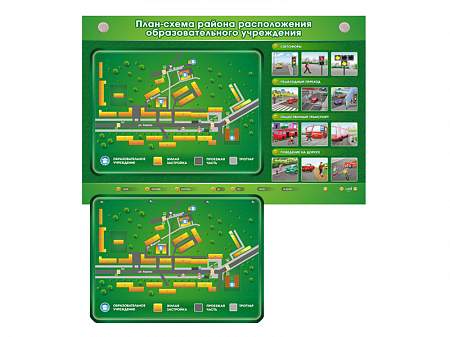 План-схема района расположения
образовательного учреждения
СВЕТОФОРЫ
ПЕШЕХОДНЫЙ ПЕРЕХОД
ОБЩЕСТВЕННЫЙ ТРАНСПОРТ
ПОВЕДЕНИЕ НА ДОРОГЕ
ОБРАЗОВАТЕЛЬНОЕ
УЧРЕЖДЕНИЕ
ЖИЛАЯ
ЗАСТРОЙКА
ПРОЕЗЖАЯ
ЧАСТЬ
ТРОТУАР
ОБРАЗОВАТЕЛЬНОЕ
УЧРЕЖДЕНИЕ
ЖИЛАЯ
ЗАСТРОЙКА
ПРОЕЗЖАЯ
ЧАСТЬ
ТРОТУАР